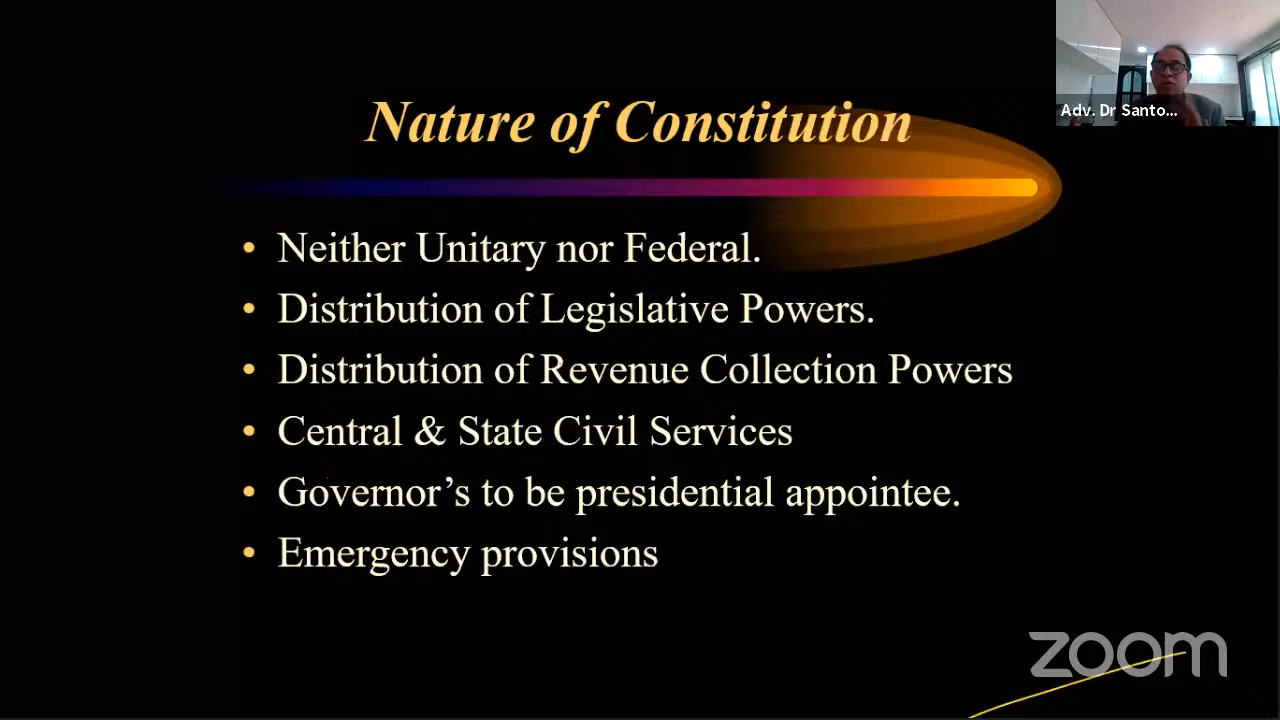 Adv. Dr Santo...
Nature of Constitution
• Neither Unitary nor Federal.
• Distribution of Legislative Powers.
• Distribution of Revenue Collection Powers
• Central & State Civil Services
• Governor’s to be presidential appointee.
• Emergency provisions
zoom